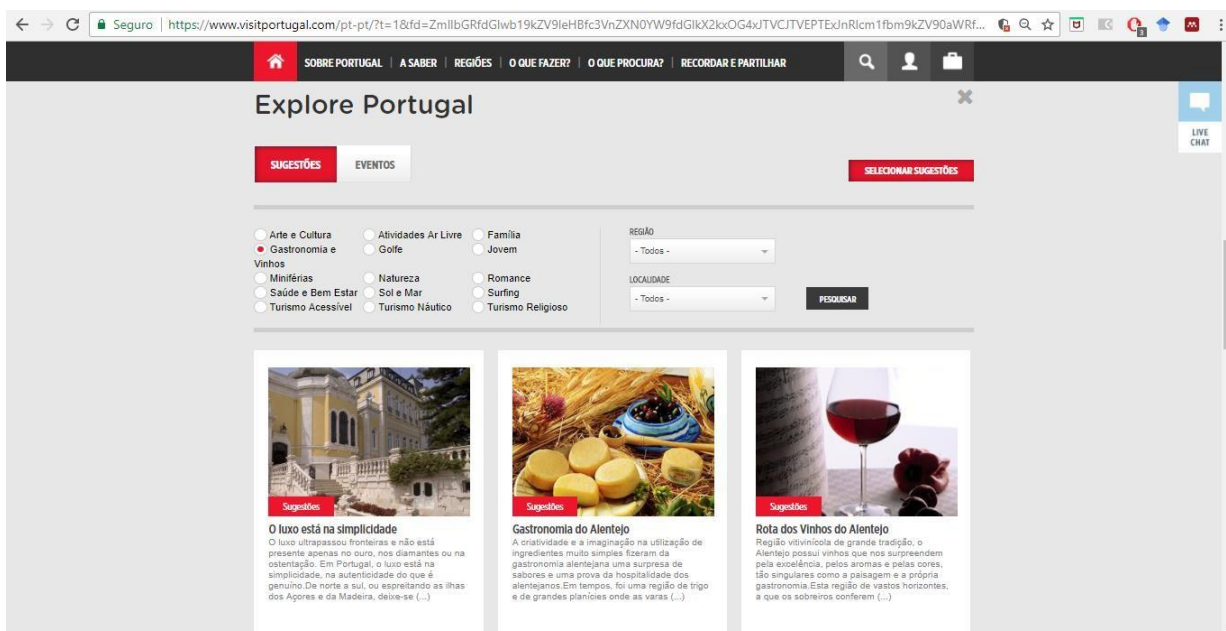 Seguro | https://www.visitportugal.com/pt-pt/?t=1&fd=ZmllbGRfdGlwb19kZV9leHBfc3VnZXN0YW9fdGlkX2kxOG4xJTVCJTVEPTExJnRlcm1fbm9kZV90aWRf...
SOBRE PORTUGAL | A SABER | REGIÕES | O QUE FAZER? | O QUE PROCURA? | RECORDAR E PARTILHAR
Explore Portugal
LIVE
CHAT
SUGESTÕES EVENTOS
SELECIONAR SUGESTÕES
Arte e Cultura Atividades Ar Livre Família
Gastronomia e Golfe Jovem
Vinhos
Miniférias Natureza Romance
Saúde e Bem Estar Sol e Mar Surfing
Turismo Acessível Turismo Náutico Turismo Religioso
REGIÃO
- Todos -
LOCALIDADE
- Todos -
PESQUISAR
Sugestões
O luxo está na simplicidade
O luxo ultrapassou fronteiras e não está
presente apenas no ouro, nos diamantes ou na
ostentação. Em Portugal, o luxo está na
simplicidade, na autenticidade do que é
genuíno.De norte a sul, ou espreitando as ilhas
dos Açores e da Madeira, deixe-se (...)
Sugestões
Gastronomia do Alentejo
A criatividade e a imaginação na utilização de
ingredientes muito simples fizeram da
gastronomia alentejana uma surpresa de
sabores e uma prova da hospitalidade dos
alentejanos.Em tempos, foi uma região de trigo
e de grandes planícies onde as varas (...)
Sugestões
Rota dos Vinhos do Alentejo
Região vitivinícola de grande tradição, o
Alentejo possui vinhos que nos surpreendem
pela excelência, pelos aromas e pelas cores,
tão singulares como a paisagem e a própria
gastronomia.Esta região de vastos horizontes,
a que os sobreiros conferem (...)